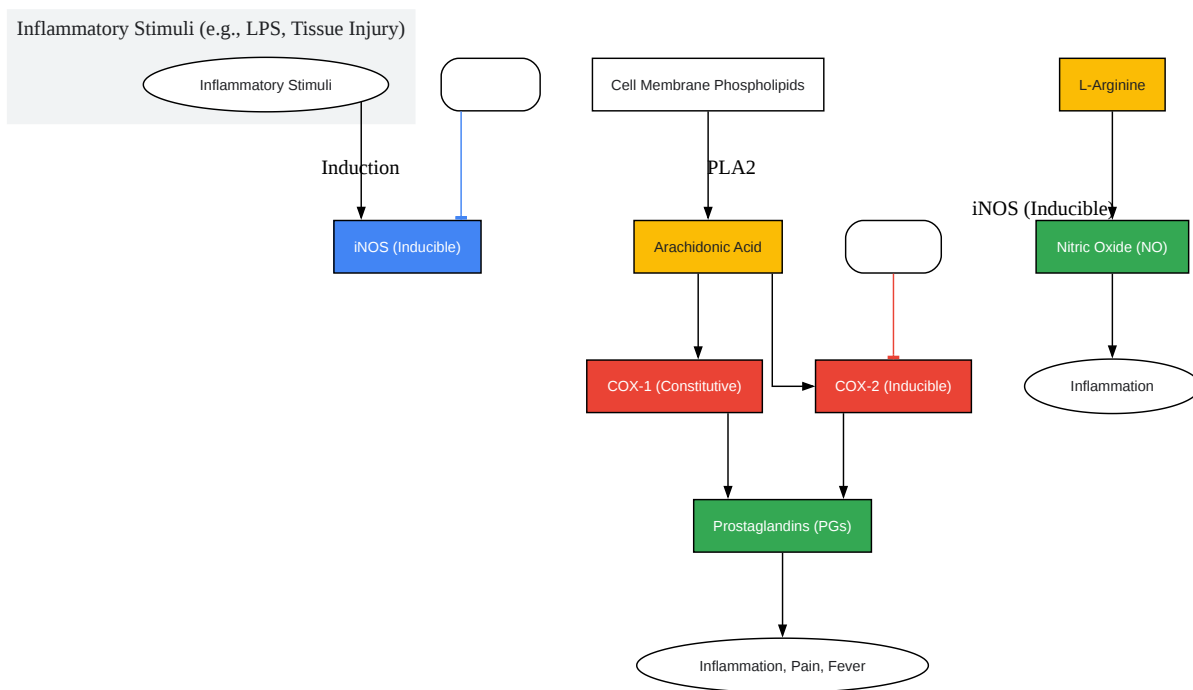 Inflammatory Stimuli (e.g., LPS, Tissue Injury)
Inflammatory Stimuli
Cell Membrane Phospholipids
L-Arginine
Induction
PLA2
iNOS (Inducible)
iNOS (Inducible)
Arachidonic Acid
Nitric Oxide (NO)
COX-1 (Constitutive)
COX-2 (Inducible)
Inflammation
Prostaglandins (PGs)
Inflammation, Pain, Fever